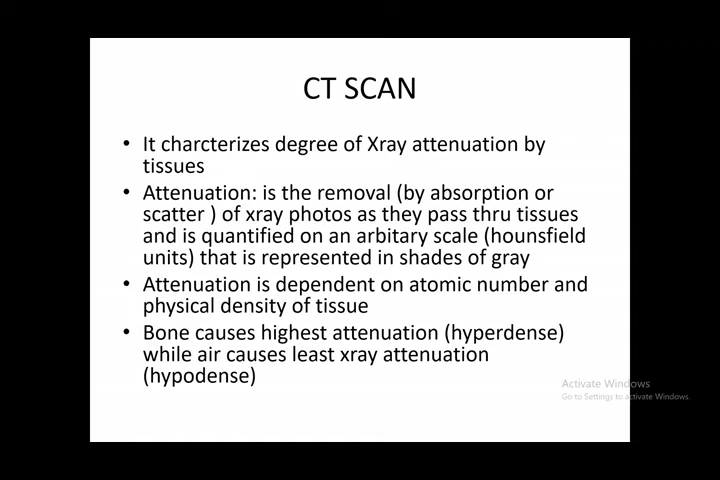 CT SCAN
• It charcterizes degree of Xray attenuation by
tissues
• Attenuation: is the removal (by absorption or
scatter ) of xray photos as they pass thru tissues
and is quantified on an arbitary scale (hounsfield
units) that is represented in shades of gray
• Attenuation is dependent on atomic number and
physical density of tissue
• Bone causes highest attenuation (hyperdense)
while air causes least xray attenuation
(hypodense)
Activate Windows
Go to Settings to activate Windows.